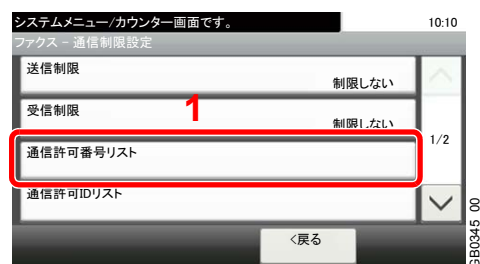 システムメニュー/カウンター画面です。
10:10
ファクス - 通信制限設定
送信制限
制限しない
受信制限
1
制限しない
1/2
通信許可番号リスト
通信許可IDリスト
<戻る
GB0345 00